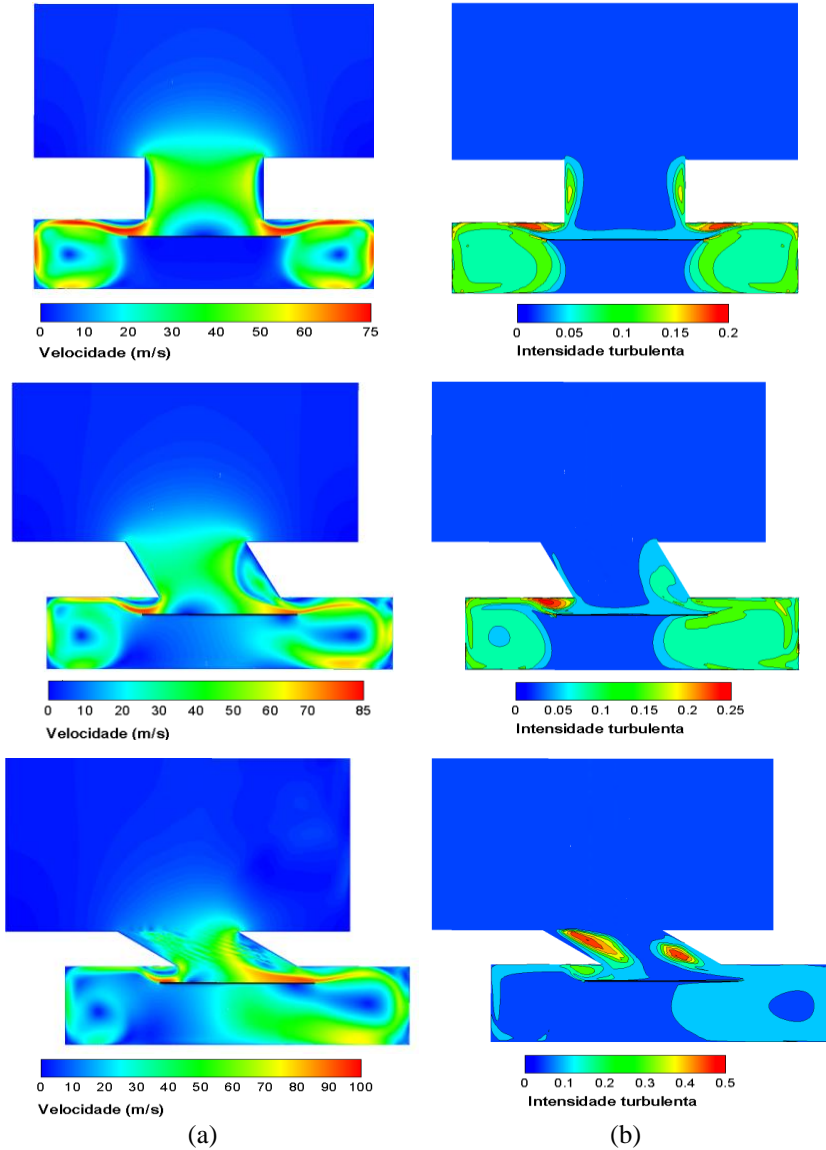 0 10 20 30 40 50 60 75
Velocidade (m/s)
0 0.05 0.1 0.15 0.2
Intensidade turbulenta
0 10 20 30 40 50 60 70 85
Velocidade (m/s)
0 0.05 0.1 0.15 0.2 0.25
Intensidade turbulenta
0 10 20 30 40 50 60 70 80 90 100
Velocidade (m/s)
0 0.1 0.2 0.3 0.4 0.5
Intensidade turbulenta
(a)
(b)